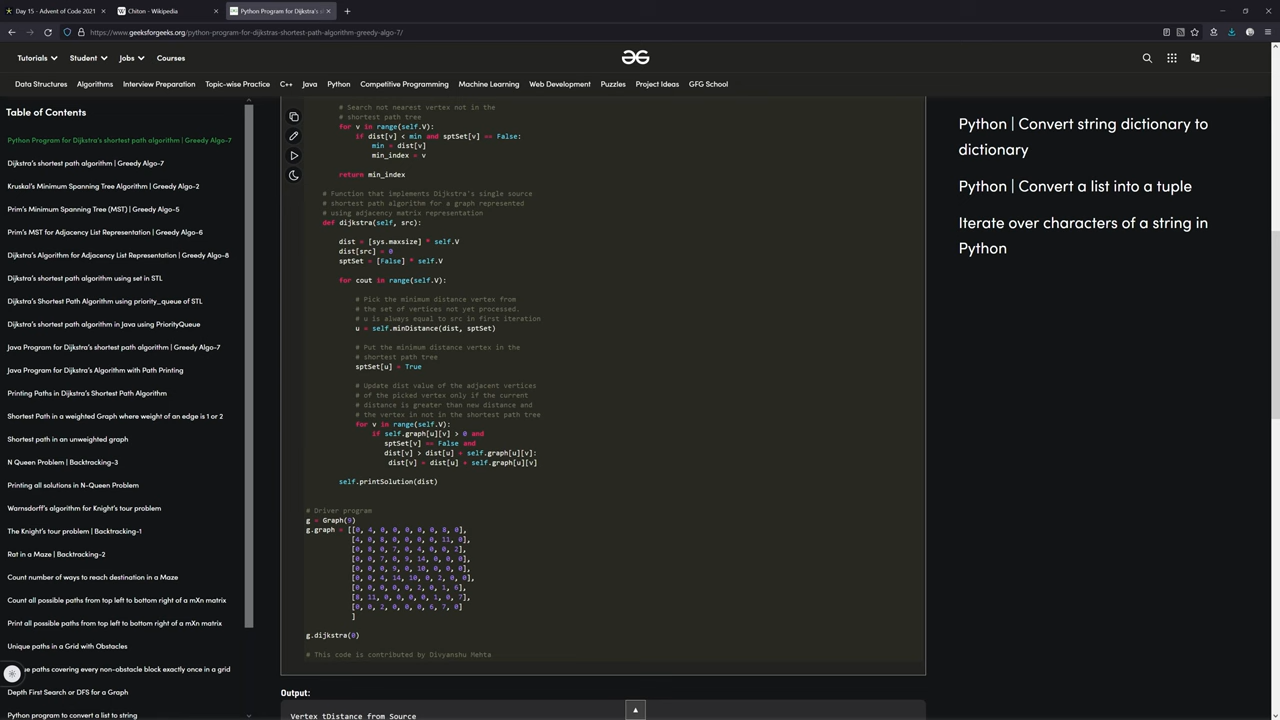 Day 15 - Advent of Code 2021
Chiton - Wikipedia
Python Program for Dijkstra's s
https://www.geeksforgeeks.org/python-program-for-dijkstras-shortest-path-algorithm-greedy-algo-7/
Tutorials Student Jobs Courses
Data Structures Algorithms Interview Preparation Topic-wise Practice C++ Java Python Competitive Programming Machine Learning Web Development Puzzles Project Ideas GFG School
Table of Contents
Python Program for Dijkstra's shortest path algorithm | Greedy Algo-7
Dijkstra's shortest path algorithm | Greedy Algo-7
Kruskal's Minimum Spanning Tree Algorithm | Greedy Algo-2
Prim's Minimum Spanning Tree (MST) | Greedy Algo-5
Prim's MST for Adjacency List Representation | Greedy Algo-6
Dijkstra's Algorithm for Adjacency List Representation | Greedy Algo-8
Dijkstra's shortest path algorithm using set in STL
Dijkstra's Shortest Path Algorithm using priority_queue of STL
Dijkstra's shortest path algorithm in Java using PriorityQueue
Java Program for Dijkstra's shortest path algorithm | Greedy Algo-7
Java Program for Dijkstra's Algorithm with Path Printing
Printing Paths in Dijkstra's Shortest Path Algorithm
Shortest Path in a weighted Graph where weight of an edge is 1 or 2
Shortest path in an unweighted graph
N Queen Problem | Backtracking-3
Printing all solutions in N-Queen Problem
Warnsdorff's algorithm for Knight's tour problem
The Knight's tour problem | Backtracking-1
Rat in a Maze | Backtracking-2
Count number of ways to reach destination in a Maze
Count all possible paths from top left to bottom right of a mXn matrix
Print all possible paths from top left to bottom right of a mXn matrix
Unique paths in a Grid with Obstacles
paths covering every non-obstacle block exactly once in a grid
Depth First Search or DFS for a Graph
Python program to convert a list to string
# Search not nearest vertex not in the
# shortest path tree
for v in range(self.V):
if dist[v] < min and sptSet[v] == False:
min = dist[v]
min_index = v
return min_index
# Function that implements Dijkstra's single source
# shortest path algorithm for a graph represented
# using adjacency matrix representation
def dijkstra(self, src):
dist = [sys.maxsize] * self.V
dist[src] = 0
sptSet = [False] * self.V
for cout in range(self.V):
# Pick the minimum distance vertex from
# the set of vertices not yet processed.
# u is always equal to src in first iteration
u = self.minDistance(dist, sptSet)
# Put the minimum distance vertex in the
# shortest path tree
sptSet[u] = True
# Update dist value of the adjacent vertices
# of the picked vertex only if the current
# distance is greater than new distance and
# the vertex in not in the shortest path tree
for v in range(self.V):
if self.graph[u][v] > 0 and
sptSet[v] == False and
dist[v] > dist[u] + self.graph[u][v]:
dist[v] = dist[u] + self.graph[u][v]
self.printSolution(dist)
# Driver program
g = Graph(9)
g.graph = [[0, 4, 0, 0, 0, 0, 0, 8, 0],
[4, 0, 8, 0, 0, 0, 0, 11, 0],
[0, 8, 0, 7, 0, 4, 0, 0, 2],
[0, 0, 7, 0, 9, 14, 0, 0, 0],
[0, 0, 0, 9, 0, 10, 0, 0, 0],
[0, 0, 4, 14, 10, 0, 2, 0, 0],
[0, 0, 0, 0, 0, 2, 0, 1, 6],
[8, 11, 0, 0, 0, 0, 1, 0, 7],
[0, 0, 2, 0, 0, 0, 6, 7, 0]
]
g.dijkstra(0)
# This code is contributed by Divyanshu Mehta
Output:
Vertex tDistance from Source
Python | Convert string dictionary to
dictionary
Python | Convert a list into a tuple
Iterate over characters of a string in
Python